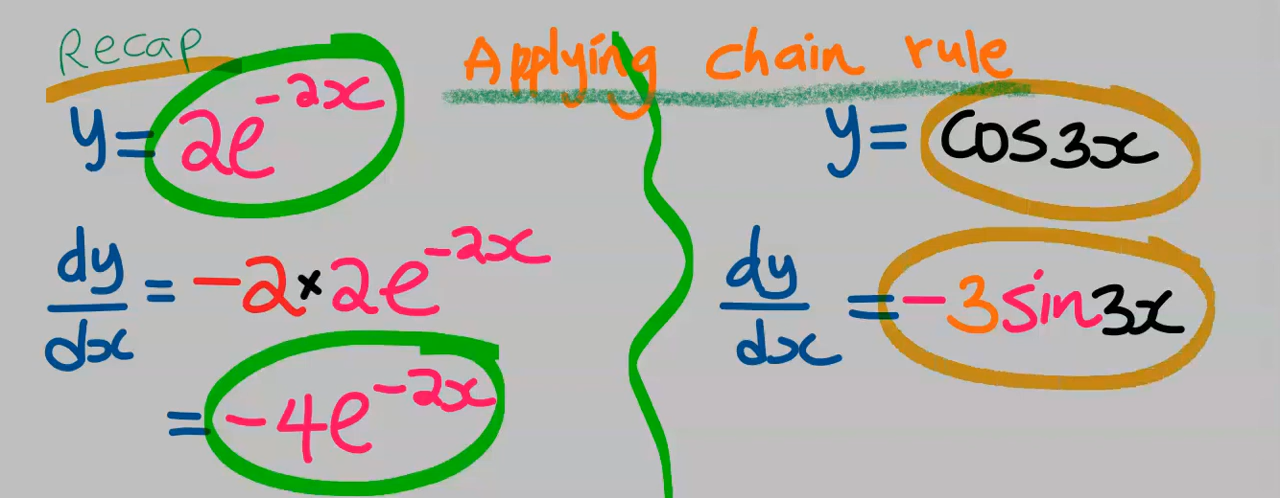 Recap
Applying chain rule
y = 2e^{-2x}
dy/dx = -2 × 2e^{-2x}
= -4e^{-2x}
y = cos3x
dy/dx = -3sin3x